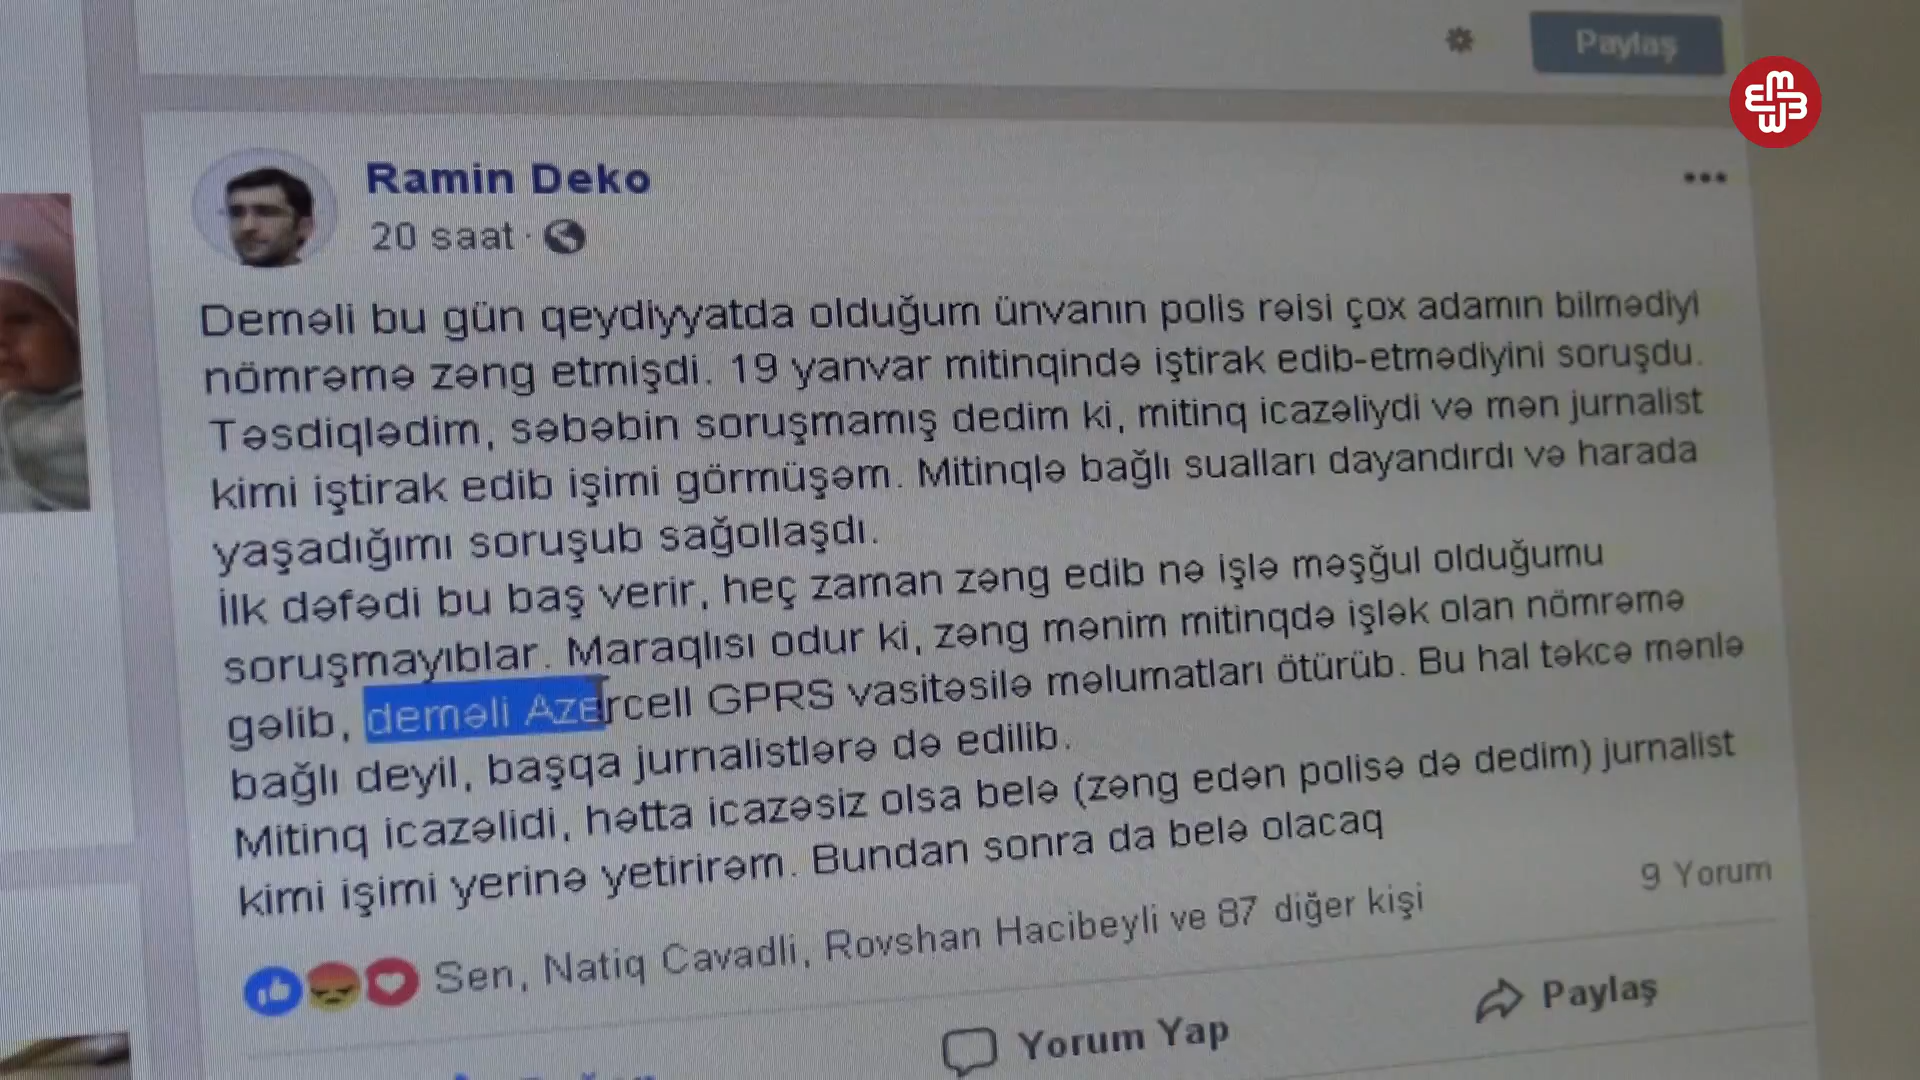 Paylaş
Ramin Deko
20 saat
Deməli bu gün qeydiyyatda olduğum ünvanın polis rəisi çox adamın bilmədiyi
nömrəmə zəng etmişdi. 19 yanvar mitinqində iştirak edib-etmədiyini soruşdu.
Təsdiqlədim, səbəbin soruşmamış dedim ki, mitinq icazəliydi və mən jurnalist
kimi iştirak edib işimi görmüşəm. Mitinqlə bağlı sualları dayandırdı və harada
yaşadığımı soruşub sağollaşdı.
İlk dəfədi bu baş verir, heç zaman zəng edib nə işlə məşğul olduğumu
soruşmayıblar. Maraqlısı odur ki, zəng mənim mitinqdə işlək olan nömrəmə
gəlib, deməli Azercell GPRS vasitəsilə məlumatları ötürüb. Bu hal təkcə mənlə
bağlı deyil, başqa jurnalistlərə də edilib.
Mitinq icazəlidi, hətta icazəsiz olsa belə (zəng edən polisə də dedim) jurnalist
kimi işimi yerinə yetirirəm. Bundan sonra da belə olacaq
Sen, Natiq Cavadli, Rovshan Hacibeyli ve 87 diğer kişi
9 Yorum
Yorum Yap
Paylaş